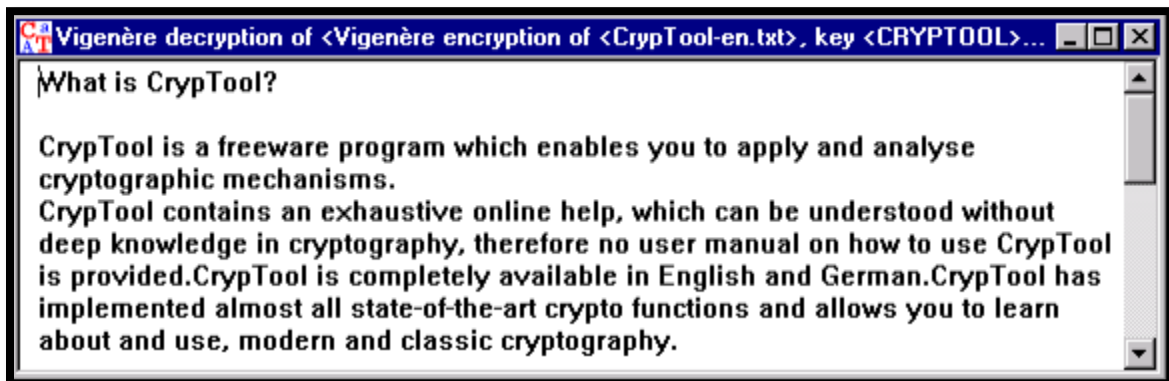 Vigenère decryption of <Vigenère encryption of <CrypTool-en.txt>, key <CRYPTOOL>...
What is CrypTool?
CrypTool is a freeware program which enables you to apply and analyse
cryptographic mechanisms.
CrypTool contains an exhaustive online help, which can be understood without
deep knowledge in cryptography, therefore no user manual on how to use CrypTool
is provided.CrypTool is completely available in English and German.CrypTool has
implemented almost all state-of-the-art crypto functions and allows you to learn
about and use, modern and classic cryptography.